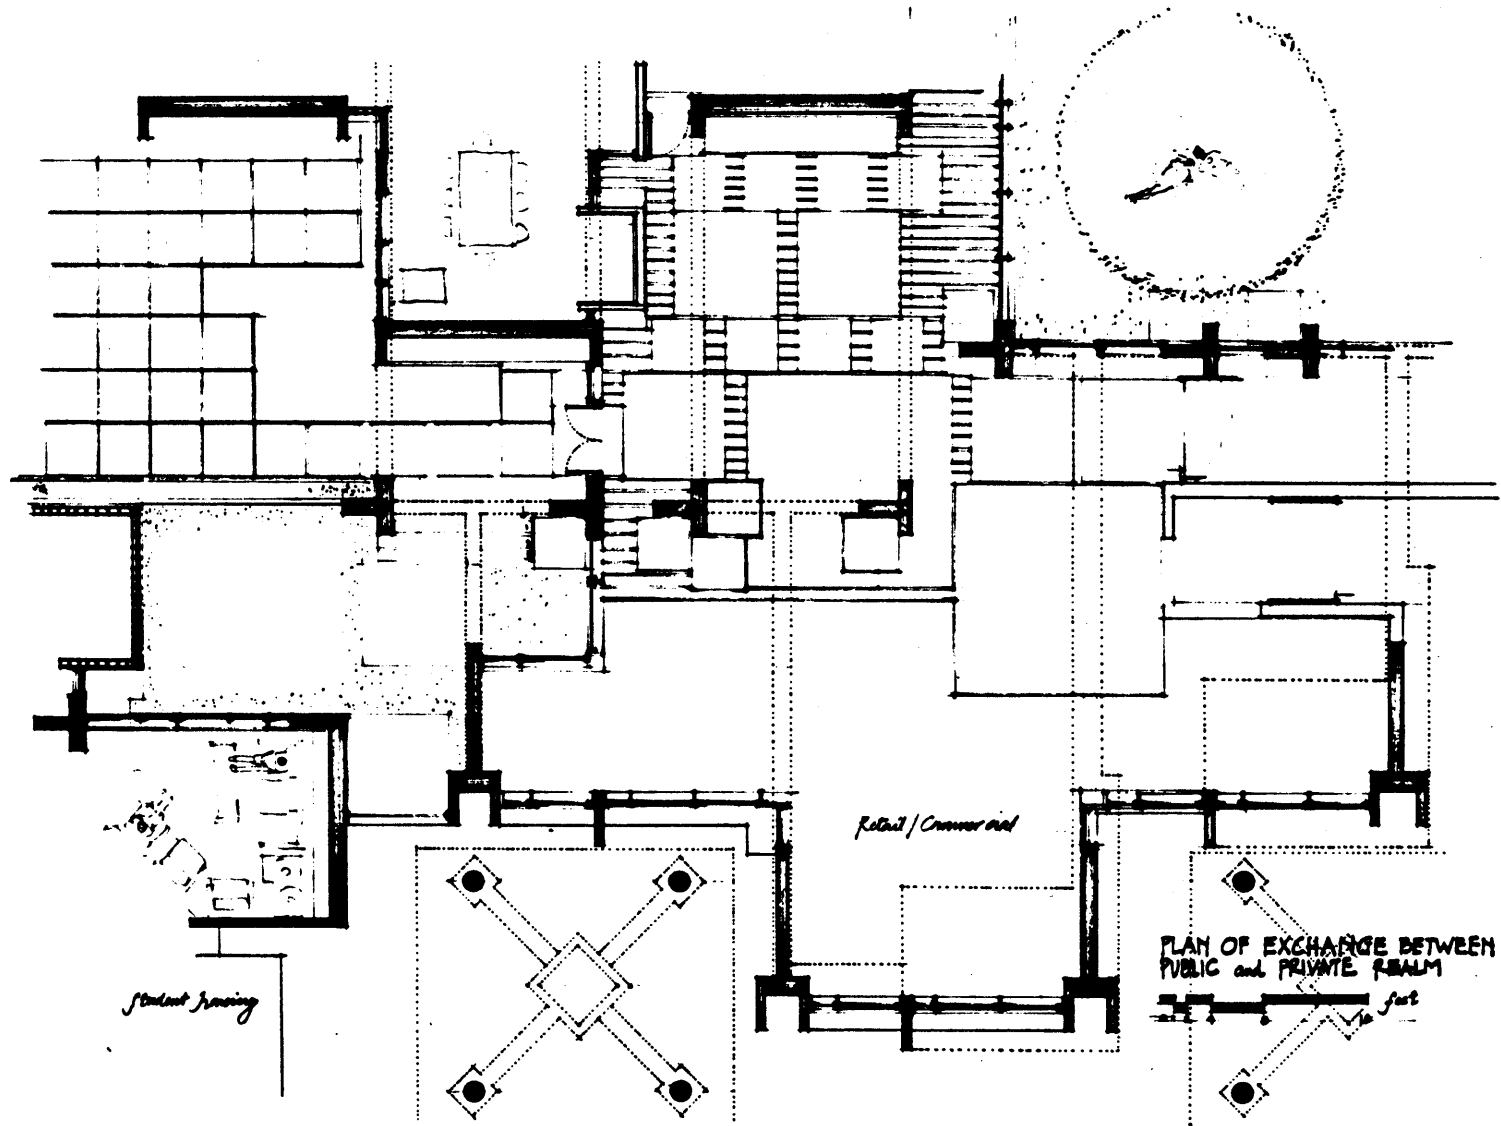 Retail / Commercial
PLAN OF EXCHANGE BETWEEN
PUBLIC and PRIVATE REALM
feet
Student housing